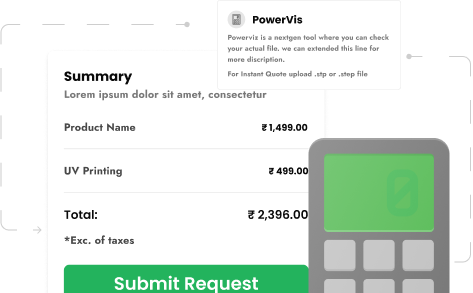 PowerVis
Powerviz is a nextgen tool where you can check
your actual file. we can extended this line for
more discription.
For Instant Quote upload .stp or .step file
Summary
Lorem ipsum dolor sit amet, consectetur
Product Name ₹ 1,499.00
UV Printing ₹ 499.00
Total: ₹ 2,396.00
*Exc. of taxes
0
Submit Request